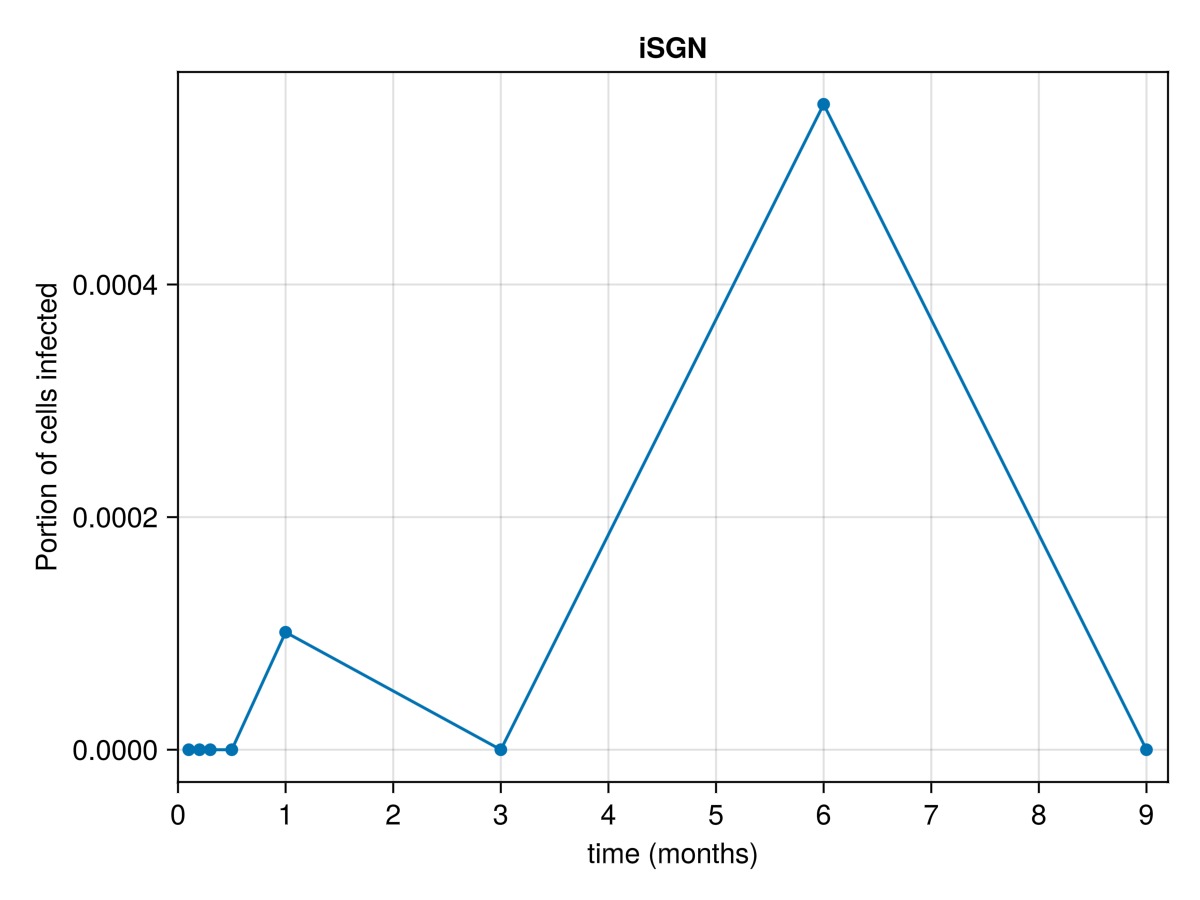 iSGN
Portion of cells infected
0.0004
0.0002
0.0000
0 1 2 3 4 5 6 7 8 9
time (months)